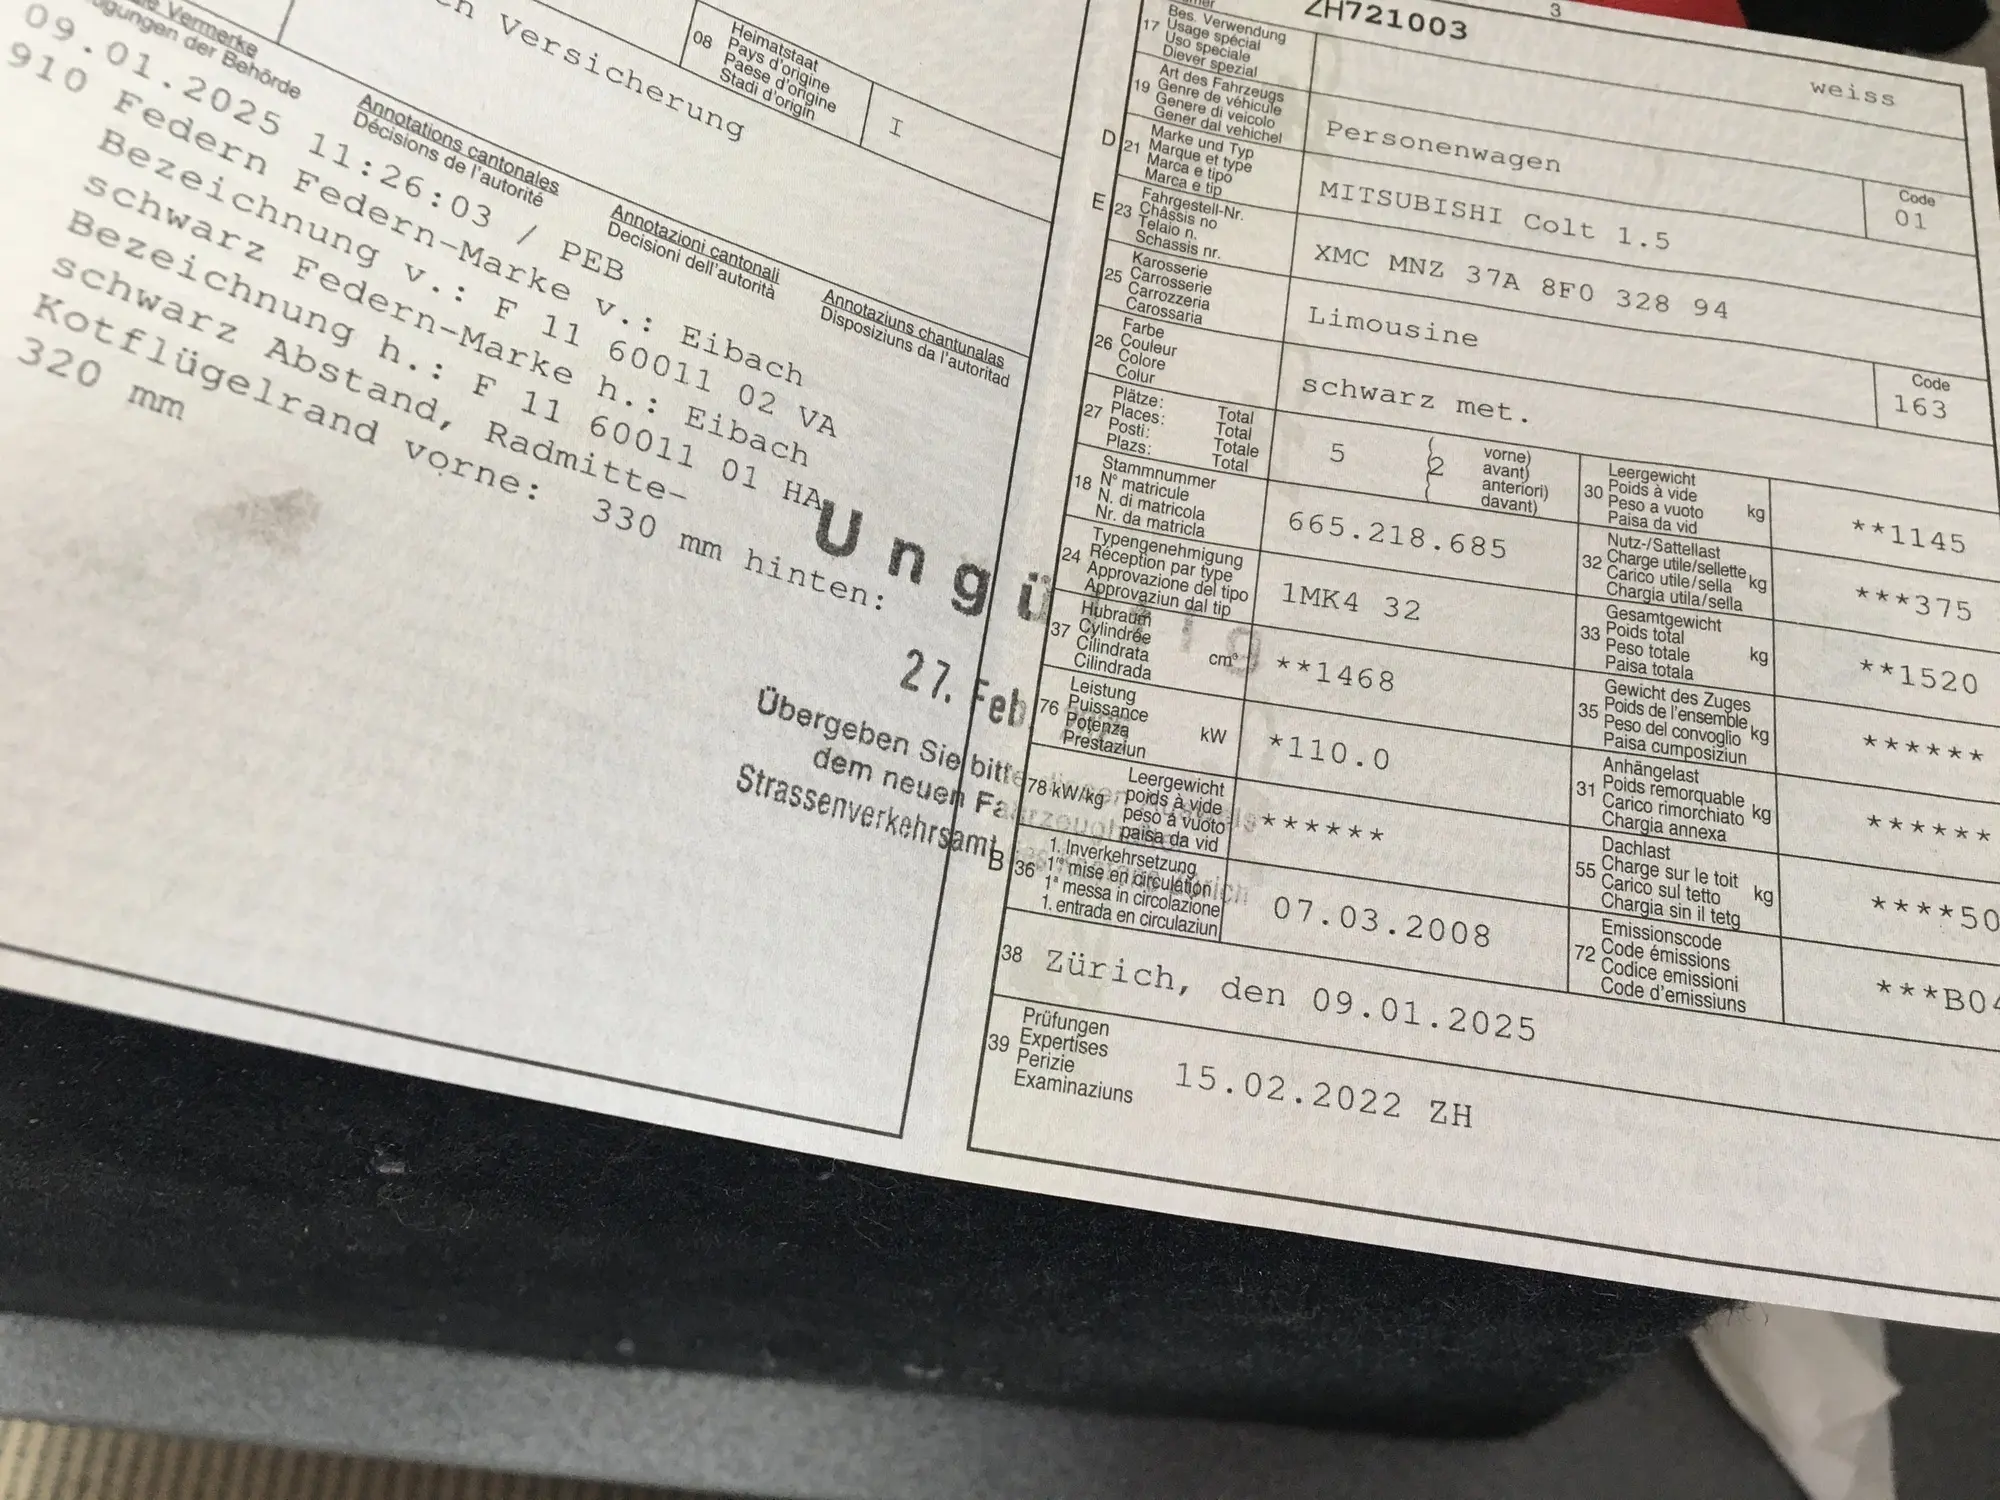 Vermerke
Behörde
Annotations cantonales
Décisions de l'autorité
Annotazioni cantonali
Decisioni dell'autorità
Annotaziuns chantunalas
Disposiziuns da l'autoritad
Versicherung
08
Heimatstaat
Pays d'origine
Paese d'origine
Stadi d'origin
I
09.01.2025 11:26:03 / PEB
910 Federn Federn-Marke v.: Eibach
Bezeichnung v.: F 11 60011 02 VA
schwarz Federn-Marke h.: Eibach
Bezeichnung h.: F 11 60011 01 HA
schwarz Abstand, Radmitte-
Kotflügelrand vorne: 330 mm hinten:
320 mm
Ungültig
27. Feb.
Übergeben Sie bitte
dem neuen Fahrzeug
Strassenverkehrsamt
ZH721003
3
weiss
17
Bes. Verwendung
Usage spécial
Uso speciale
Diever spezial
19
Art des Fahrzeugs
Genre de véhicule
Genere di veicolo
Gener dal vehichel
Personenwagen
Code
01
D
21
Marke und Typ
Marque et type
Marca e tipo
Marca e tip
MITSUBISHI Colt 1.5
E
23
Fahrgestell-Nr.
Châssis no
Telaio n.
Schassis nr.
XMC MNZ 37A 8F0 328 94
25
Karosserie
Carrosserie
Carrozzeria
Carossaria
Limousine
Code
163
26
Farbe
Couleur
Colore
Colur
schwarz met.
27
Plätze: Total
Places: Total
Posti: Totale
Plazs: Total
5
(2
vorne)
avant)
anteriori)
davant)
30
Leergewicht
Poids à vide
Peso a vuoto
Paisa da vid
kg
**1145
18
Stammnummer
N° matricule
N. di matricola
Nr. da matricla
665.218.685
32
Nutz-/Sattellast
Charge utile/sellette
Carico utile/sella
Chargia utila/sella
kg
***375
24
Typengenehmigung
Réception par type
Approvazione del tipo
Approvaziun dal tip
1MK4 32
33
Gesamtgewicht
Poids total
Peso totale
Paisa totala
kg
**1520
37
Hubraum
Cylindrée
Cilindrata
Cilindrada
cm³
**1468
35
Gewicht des Zuges
Poids de l'ensemble
Peso del convoglio
Paisa cumposiziun
kg
******
76
Leistung
Puissance
Potenza
Prestaziun
kW
*110.0
31
Anhängelast
Poids remorquable
Carico rimorchiato
Chargia annexa
kg
******
78 kW/kg
Leergewicht
poids à vide
peso a vuoto
paisa da vid
******
55
Dachlast
Charge sur le toit
Carico sul tetto
Chargia sin il tetg
kg
****50
B
36
1. Inverkehrsetzung
1re mise en circulation
1a messa in circolazione
1. entrada en circulaziun
07.03.2008
72
Emissionscode
Code émissions
Codice emissioni
Code d'emissiuns
***B04
38
Zürich, den 09.01.2025
39
Prüfungen
Expertises
Perizie
Examinaziuns
15.02.2022 ZH